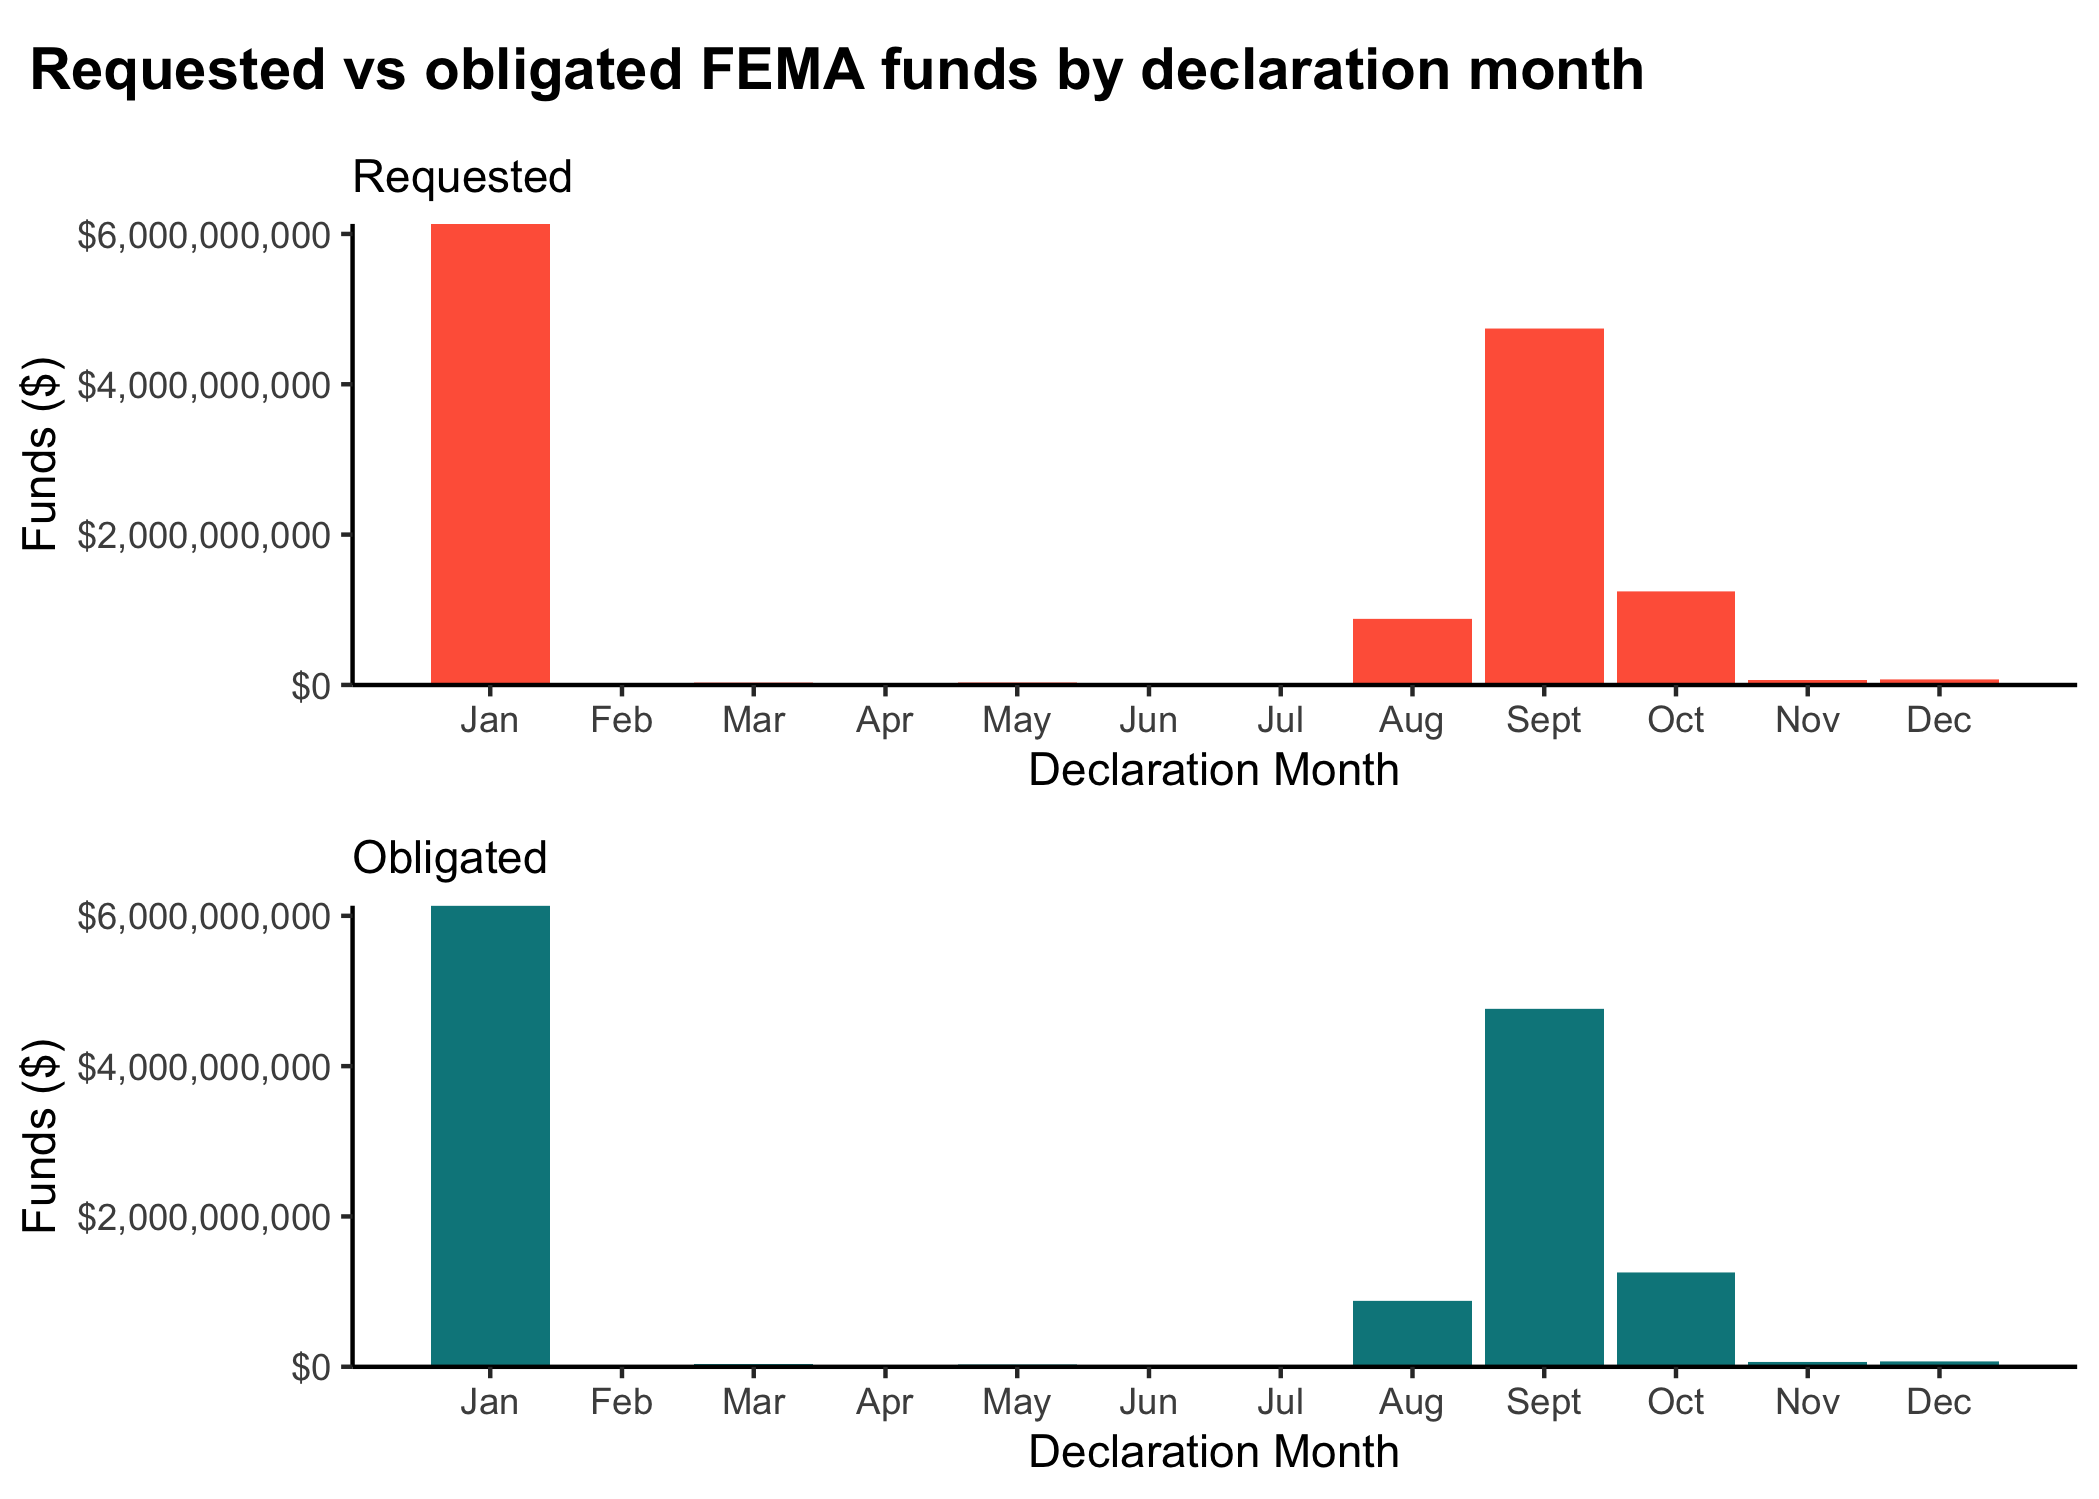 Requested vs obligated FEMA funds by declaration month
Requested
Funds ($)
$6,000,000,000
$4,000,000,000
$2,000,000,000
$0
Jan Feb Mar Apr May Jun Jul Aug Sept Oct Nov Dec
Declaration Month
Obligated
Funds ($)
$6,000,000,000
$4,000,000,000
$2,000,000,000
$0
Jan Feb Mar Apr May Jun Jul Aug Sept Oct Nov Dec
Declaration Month